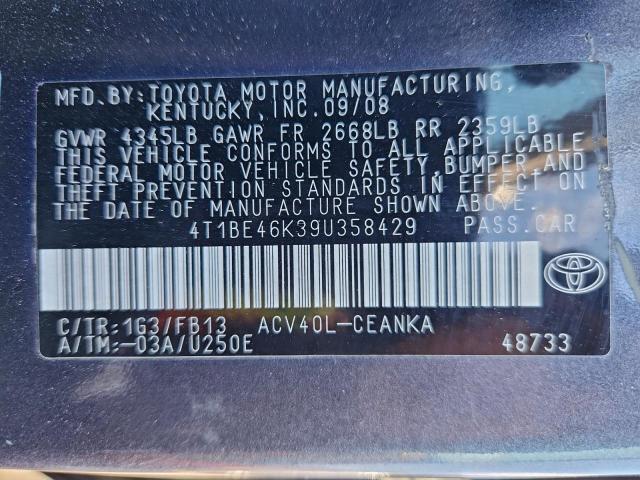 MFD.BY:TOYOTA MOTOR MANUFACTURING,
KENTUCKY,INC.09/08
GVWR 4345LB GAWR FR 2668LB RR 2359LB
THIS VEHICLE CONFORMS TO ALL APPLICABLE
FEDERAL MOTOR VEHICLE SAFETY,BUMPER AND
THEFT PREVENTION STANDARDS IN EFFECT ON
THE DATE OF MANUFACTURE SHOWN ABOVE.
4T1BE46K39U358429 PASS.CAR
C/TR:1G3/FB13 ACV40L-CEANKA
A/TM:-03A/U250E 48733